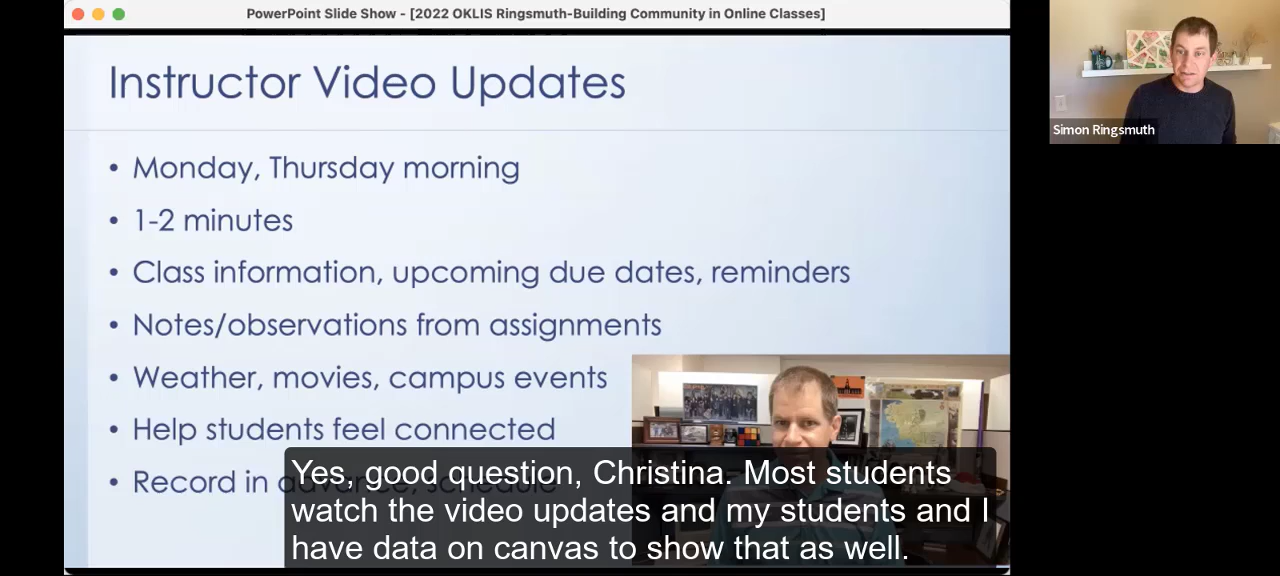 PowerPoint Slide Show - [2022 OKLIS Ringsmuth-Building Community in Online Classes]
Instructor Video Updates
• Monday, Thursday morning
• 1-2 minutes
• Class information, upcoming due dates, reminders
• Notes/observations from assignments
• Weather, movies, campus events
• Help students feel connected
• Record in advance, schedule
Yes, good question, Christina. Most students
watch the video updates and my students and I
have data on canvas to show that as well.
Simon Ringsmuth